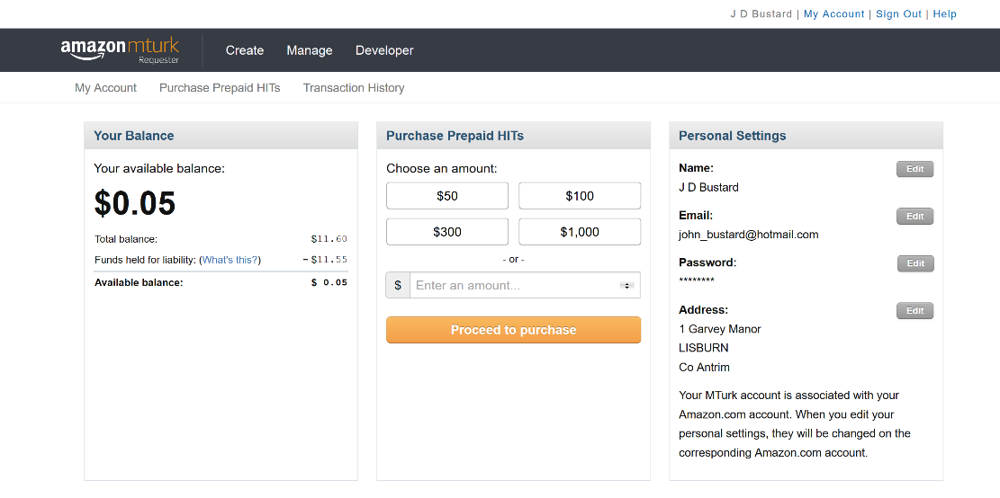 J D Bustard | My Account | Sign Out | Help
amazon mturk
Requester
Create Manage Developer
My Account Purchase Prepaid HITs Transaction History
Your Balance
Your available balance:
$0.05
Total balance: $11.60
Funds held for liability: (What's this?) − $11.55
Available balance: $ 0.05
Purchase Prepaid HITs
Choose an amount:
$50 $100
$300 $1,000
- or -
$ Enter an amount...
Proceed to purchase
Personal Settings
Name: Edit
J D Bustard
Email: Edit
john_bustard@hotmail.com
Password: Edit
********
Address: Edit
1 Garvey Manor
LISBURN
Co Antrim
Your MTurk account is associated with your
Amazon.com account. When you edit your
personal settings, they will be changed on the
corresponding Amazon.com account.